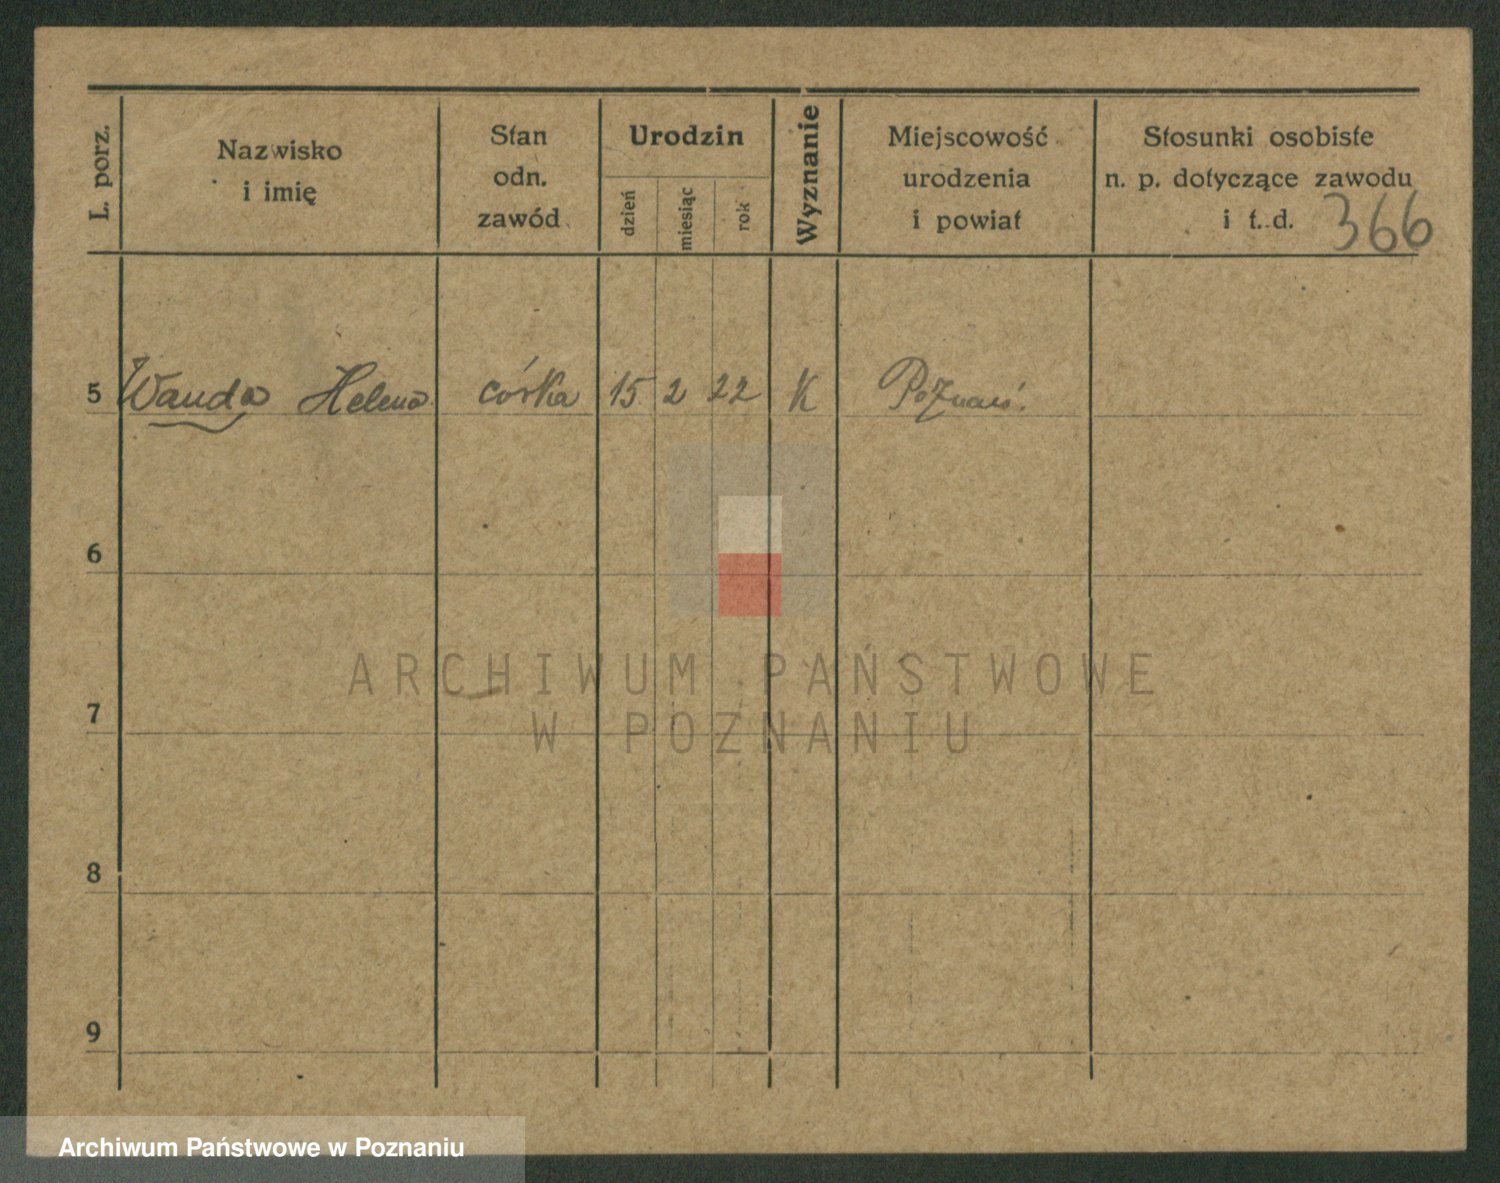 L. porz.
Nazwisko
i imię
Stan
odn.
zawód
Urodzin
dzień
miesiąc
rok
Wyznanie
Miejscowość
urodzenia
i powiat
Stosunki osobiste
n. p. dotyczące zawodu
i t. d.
366
5 Wanda Helena córka 15 2 22 K Poznań.
6
7
8
9
ARCHIWUM PAŃSTWOWE
W POZNANIU
Archiwum Państwowe w Poznaniu